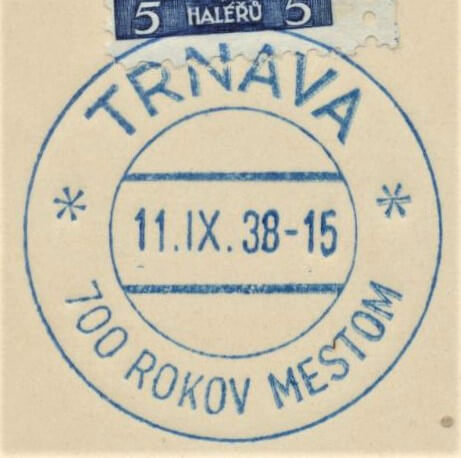 5 HALÉŘŮ 5
TRNAVA
* *
11.IX.38-15
700 ROKOV MESTOM